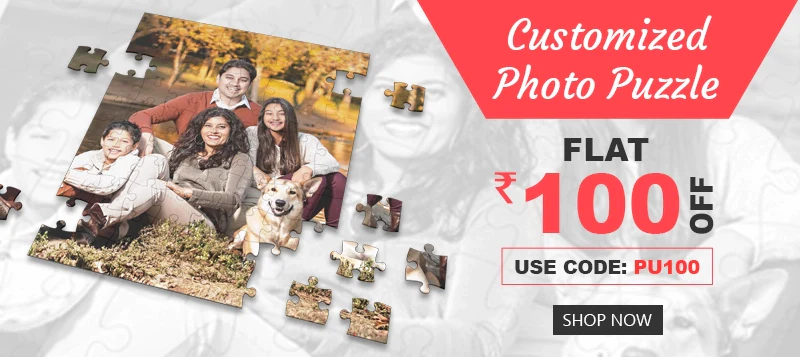 Customized
Photo Puzzle
FLAT
₹100 OFF
USE CODE: PU100
SHOP NOW